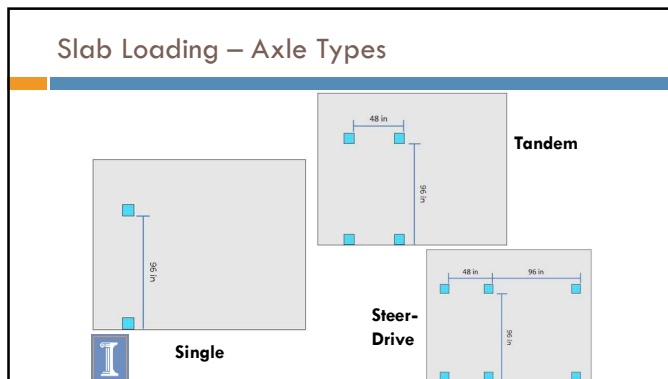 Slab Loading – Axle Types
48 in
Tandem
96 in
96 in
Single
48 in
96 in
Steer-
Drive
96 in